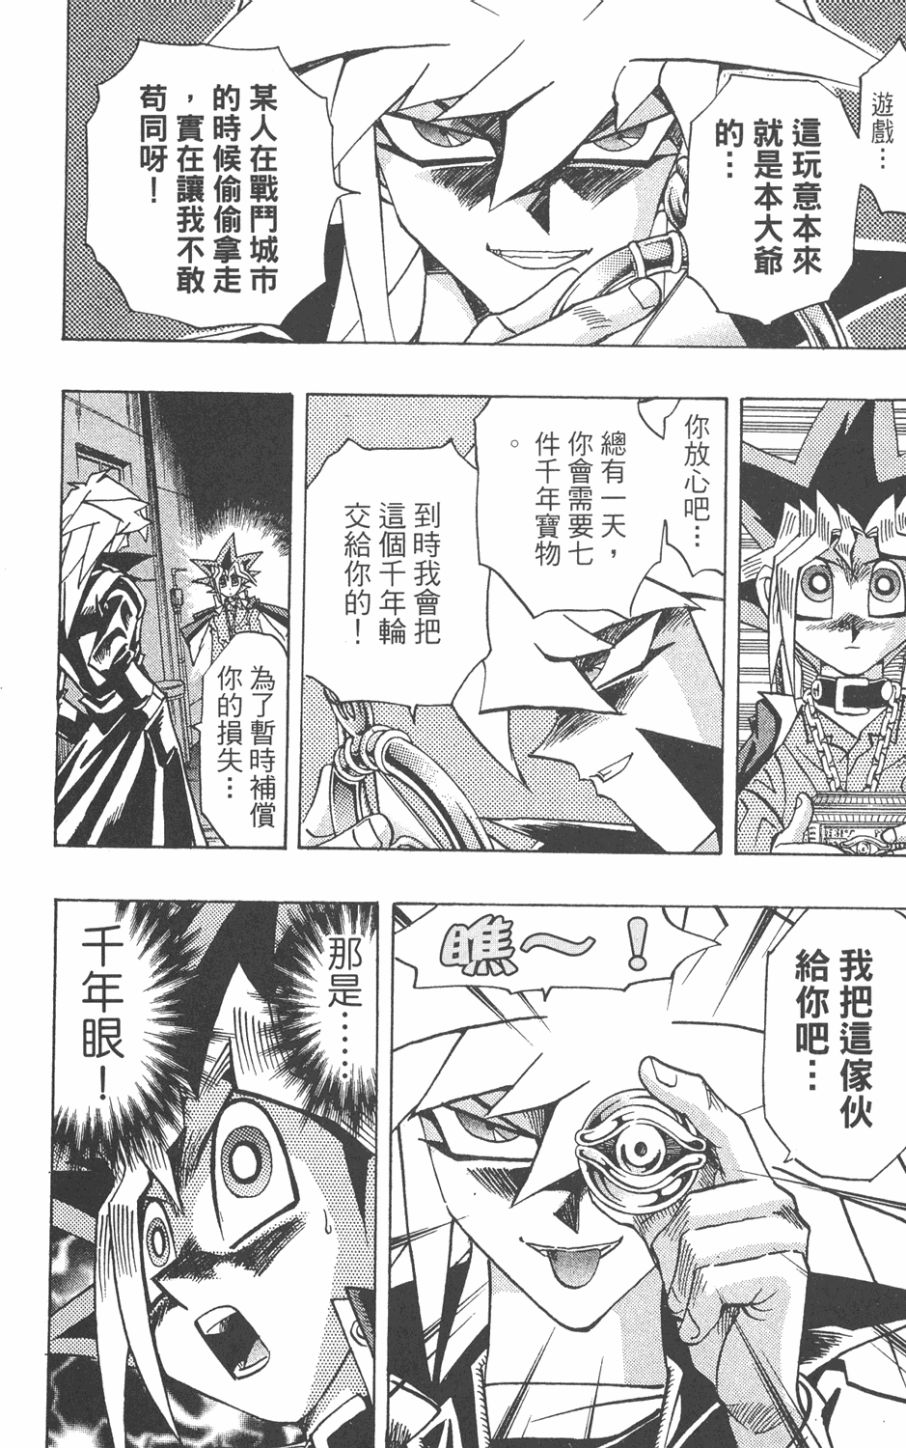 遊戲…
這玩意本來
就是本大爺
的…
某人在戰鬥城市
的時候偷偷拿走
，實在讓我不敢
苟同呀！
你放心吧…
總有一天，
你會需要七
件千年寶物
。
到時我會把
這個千年輪
交給你的！
為了暫時補償
你的損失…
我把這傢伙
給你吧…
瞧～！
那是……
千年眼！